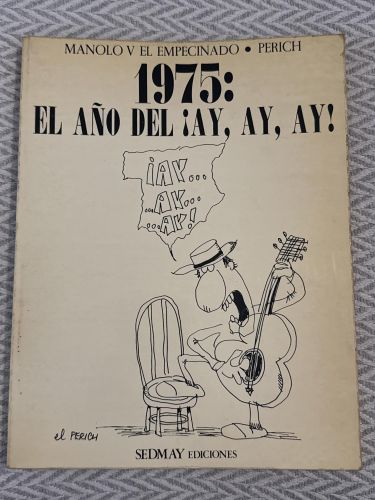 MANOLO V EL EMPECINADO • PERICH
1975:
EL AÑO DEL ¡AY, AY, AY!
¡AY...
...AY...
...AY!
el PERICH
SEDMAY EDICIONES